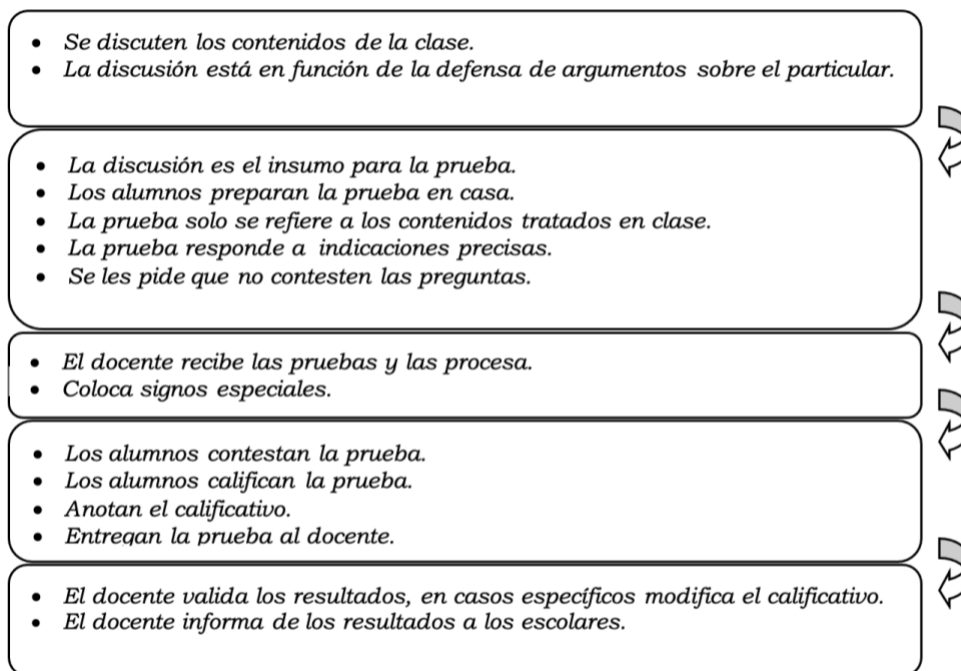 • Se discuten los contenidos de la clase.
• La discusión está en función de la defensa de argumentos sobre el particular.
• La discusión es el insumo para la prueba.
• Los alumnos preparan la prueba en casa.
• La prueba solo se refiere a los contenidos tratados en clase.
• La prueba responde a indicaciones precisas.
• Se les pide que no contesten las preguntas.
• El docente recibe las pruebas y las procesa.
• Coloca signos especiales.
• Los alumnos contestan la prueba.
• Los alumnos califican la prueba.
• Anotan el calificativo.
• Entregan la prueba al docente.
• El docente valida los resultados, en casos específicos modifica el calificativo.
• El docente informa de los resultados a los escolares.